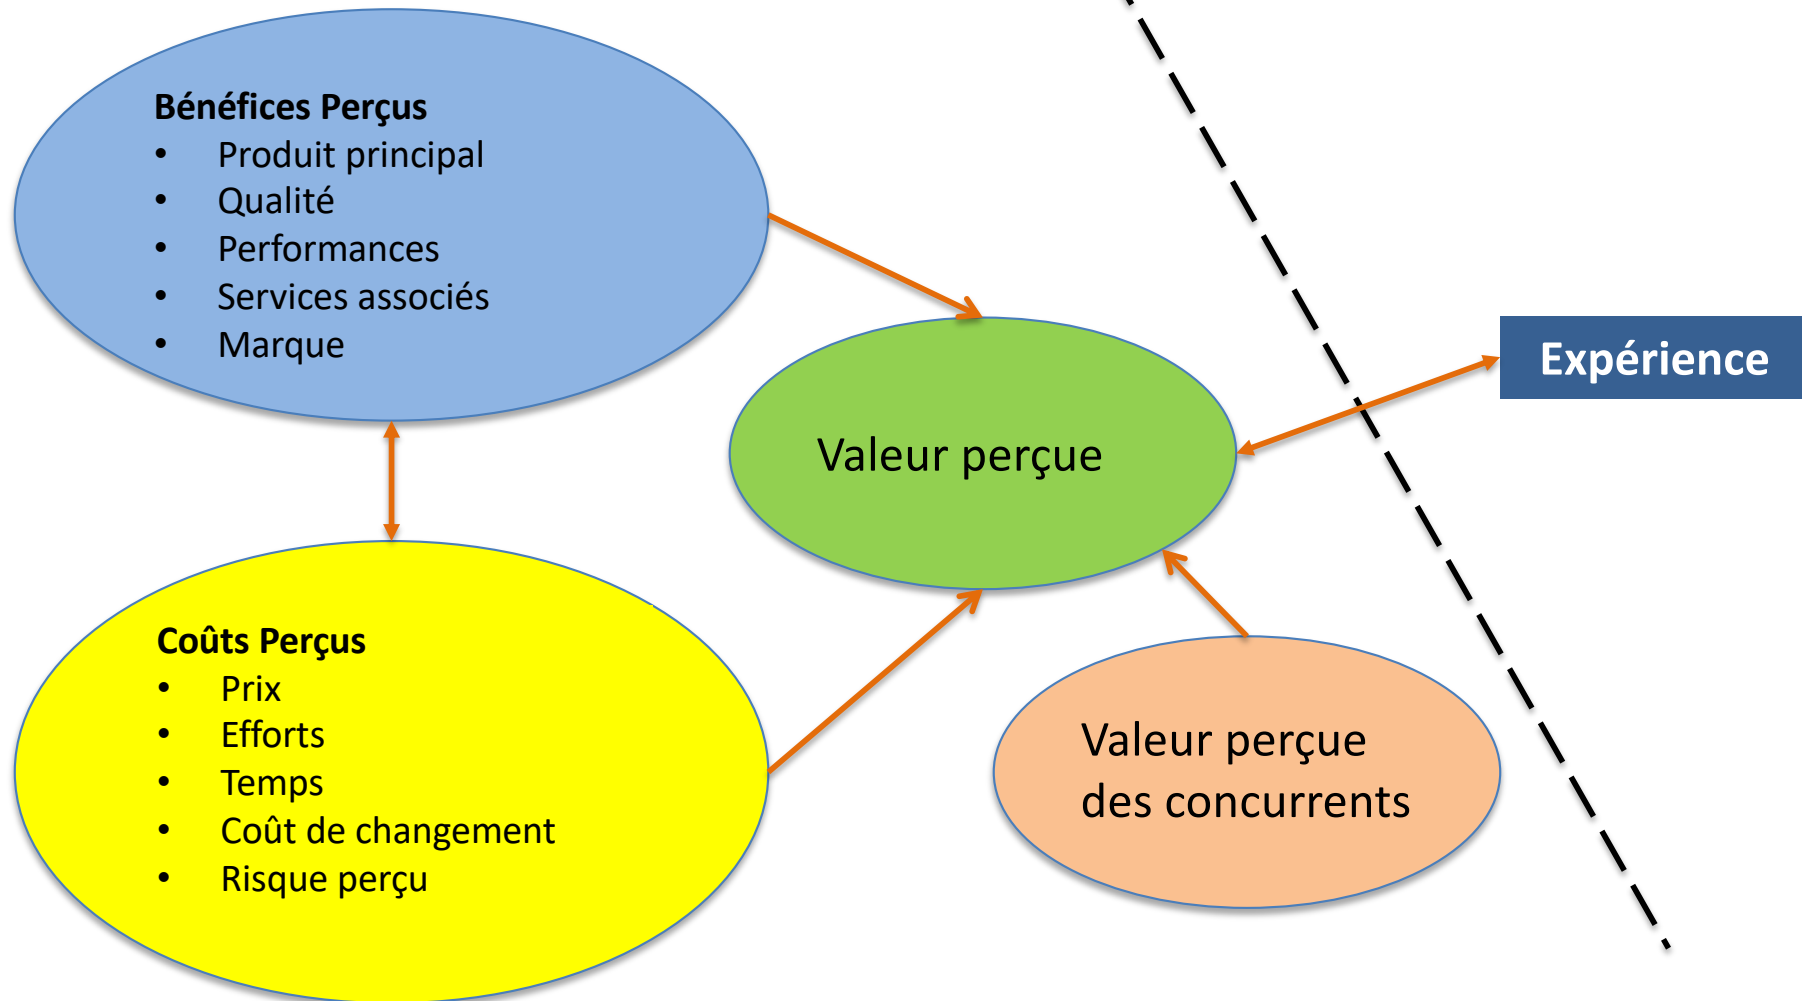 Bénéfices Perçus
• Produit principal
• Qualité
• Performances
• Services associés
• Marque
Expérience
Valeur perçue
Coûts Perçus
• Prix
• Efforts
• Temps
• Coût de changement
• Risque perçu
Valeur perçue
des concurrents